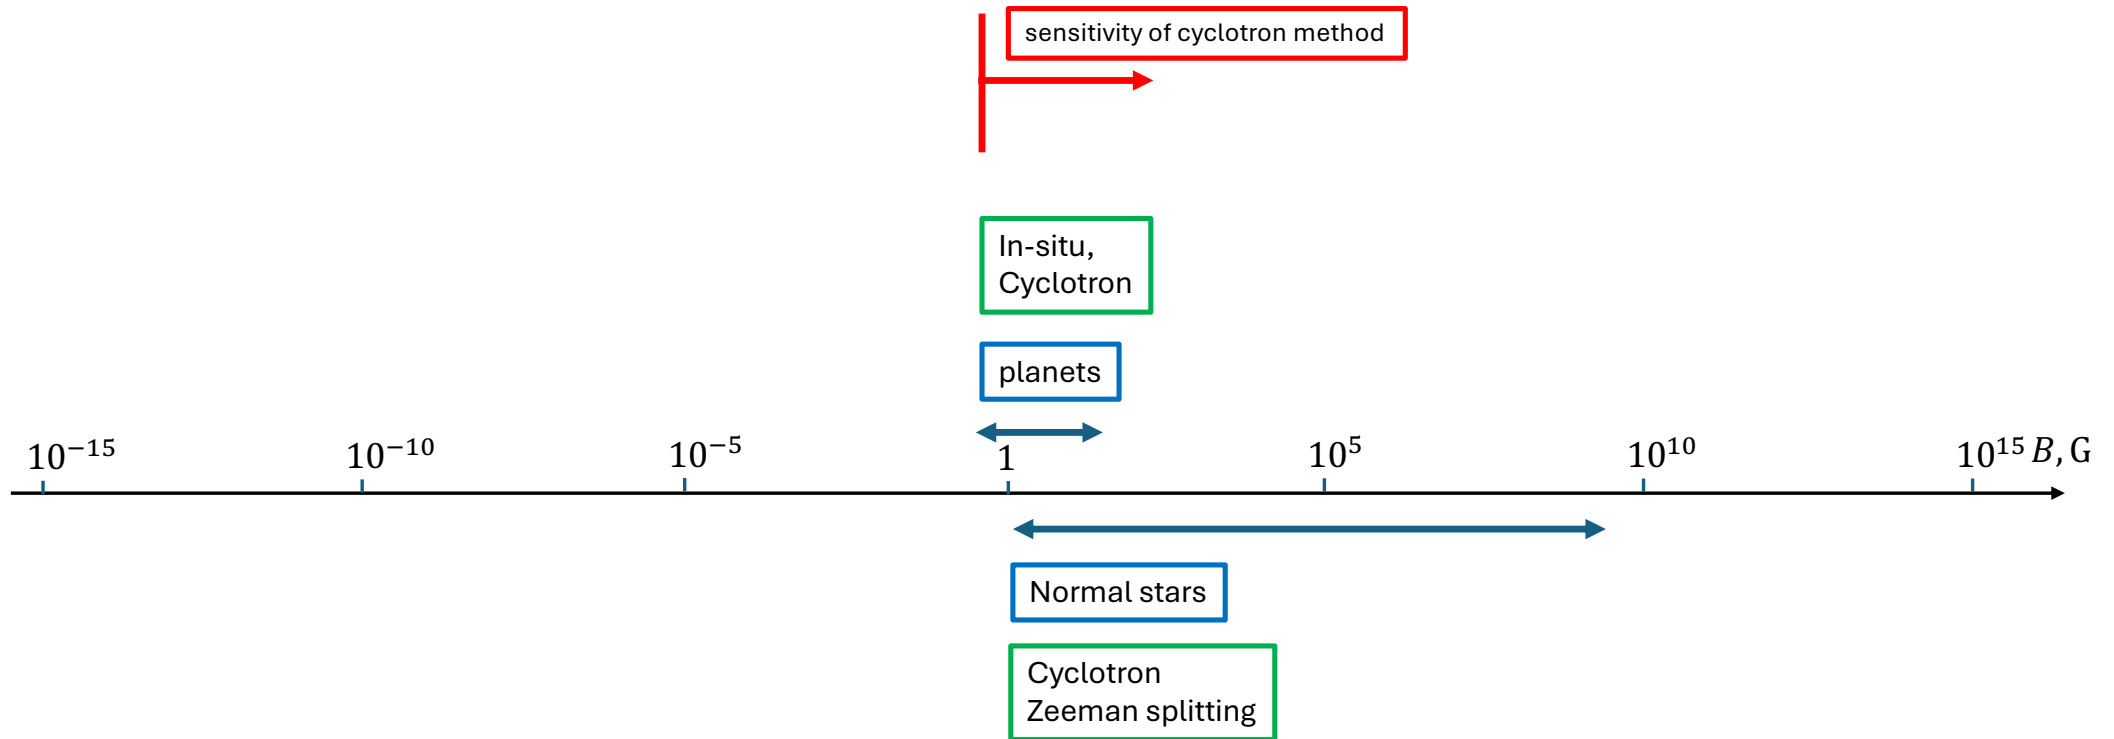 sensitivity of cyclotron method
In-situ,
Cyclotron
planets
10⁻¹⁵ 10⁻¹⁰ 10⁻⁵ 1 10⁵ 10¹⁰ 10¹⁵ B, G
Normal stars
Cyclotron
Zeeman splitting